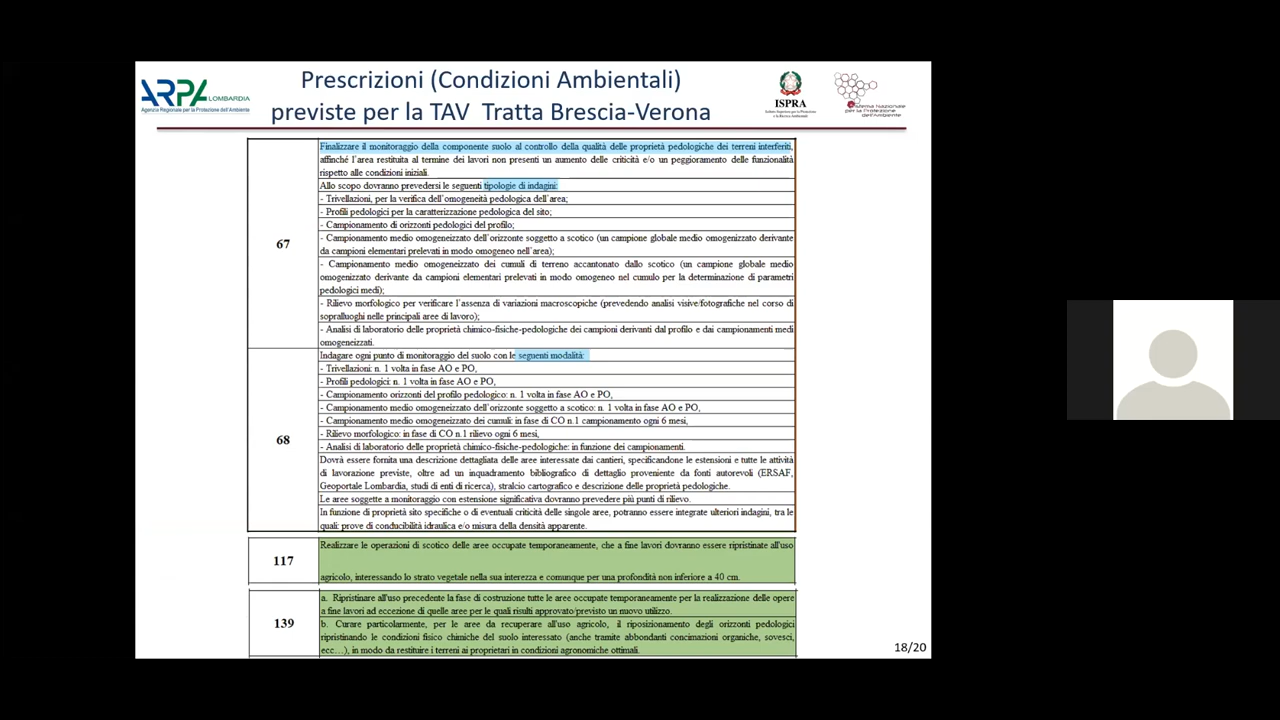 ARPA LOMBARDIA
Agenzia Regionale per la Protezione dell'Ambiente
Prescrizioni (Condizioni Ambientali)
previste per la TAV Tratta Brescia-Verona
ISPRA
Istituto Superiore per la Protezione
e la Ricerca Ambientale
Sistema Nazionale
per la Protezione
dell'Ambiente
67
Finalizzare il monitoraggio della componente suolo al controllo della qualità delle proprietà pedologiche dei terreni interferiti,
affinché l'area restituita al termine dei lavori non presenti un aumento delle criticità e/o un peggioramento delle funzionalità
rispetto alle condizioni iniziali.
Allo scopo dovranno prevedersi le seguenti tipologie di indagini:
- Trivellazioni, per la verifica dell'omogeneità pedologica dell'area;
- Profili pedologici per la caratterizzazione pedologica del sito;
- Campionamento di orizzonti pedologici del profilo;
- Campionamento medio omogeneizzato dell'orizzonte soggetto a scotico (un campione globale medio omogenizzato derivante
da campioni elementari prelevati in modo omogeneo nell'area);
- Campionamento medio omogeneizzato dei cumuli di terreno accantonato dallo scotico (un campione globale medio
omogenizzato derivante da campioni elementari prelevati in modo omogeneo nel cumulo per la determinazione di parametri
pedologici medi);
- Rilievo morfologico per verificare l'assenza di variazioni macroscopiche (prevedendo analisi visive/fotografiche nel corso di
sopralluoghi nelle principali aree di lavoro);
- Analisi di laboratorio delle proprietà chimico-fisiche-pedologiche dei campioni derivanti dal profilo e dai campionamenti medi
omogeneizzati.
68
Indagare ogni punto di monitoraggio del suolo con le seguenti modalità:
- Trivellazioni: n. 1 volta in fase AO e PO,
- Profili pedologici: n. 1 volta in fase AO e PO,
- Campionamento orizzonti del profilo pedologico: n. 1 volta in fase AO e PO,
- Campionamento medio omogeneizzato dell'orizzonte soggetto a scotico: n. 1 volta in fase AO e PO,
- Campionamento medio omogeneizzato dei cumuli: in fase di CO n.1 campionamento ogni 6 mesi,
- Rilievo morfologico: in fase di CO n.1 rilievo ogni 6 mesi,
- Analisi di laboratorio delle proprietà chimico-fisiche-pedologiche: in funzione dei campionamenti.
Dovrà essere fornita una descrizione dettagliata delle aree interessate dai cantieri, specificandone le estensioni e tutte le attività
di lavorazione previste, oltre ad un inquadramento bibliografico di dettaglio proveniente da fonti autorevoli (ERSAF,
Geoportale Lombardia, studi di enti di ricerca), stralcio cartografico e descrizione delle proprietà pedologiche.
Le aree soggette a monitoraggio con estensione significativa dovranno prevedere più punti di rilievo.
In funzione di proprietà sito specifiche o di eventuali criticità delle singole aree, potranno essere integrate ulteriori indagini, tra le
quali: prove di conducibilità idraulica e/o misura della densità apparente.
117
Realizzare le operazioni di scotico delle aree occupate temporaneamente, che a fine lavori dovranno essere ripristinate all'uso
agricolo, interessando lo strato vegetale nella sua interezza e comunque per una profondità non inferiore a 40 cm.
139
a. Ripristinare all'uso precedente la fase di costruzione tutte le aree occupate temporaneamente per la realizzazione delle opere
a fine lavori ad eccezione di quelle aree per le quali risulti approvato/previsto un nuovo utilizzo.
b. Curare particolarmente, per le aree da recuperare all'uso agricolo, il riposizionamento degli orizzonti pedologici
ripristinando le condizioni fisico chimiche del suolo interessato (anche tramite abbondanti concimazioni organiche, sovesci,
ecc…), in modo da restituire i terreni ai proprietari in condizioni agronomiche ottimali.
18/20